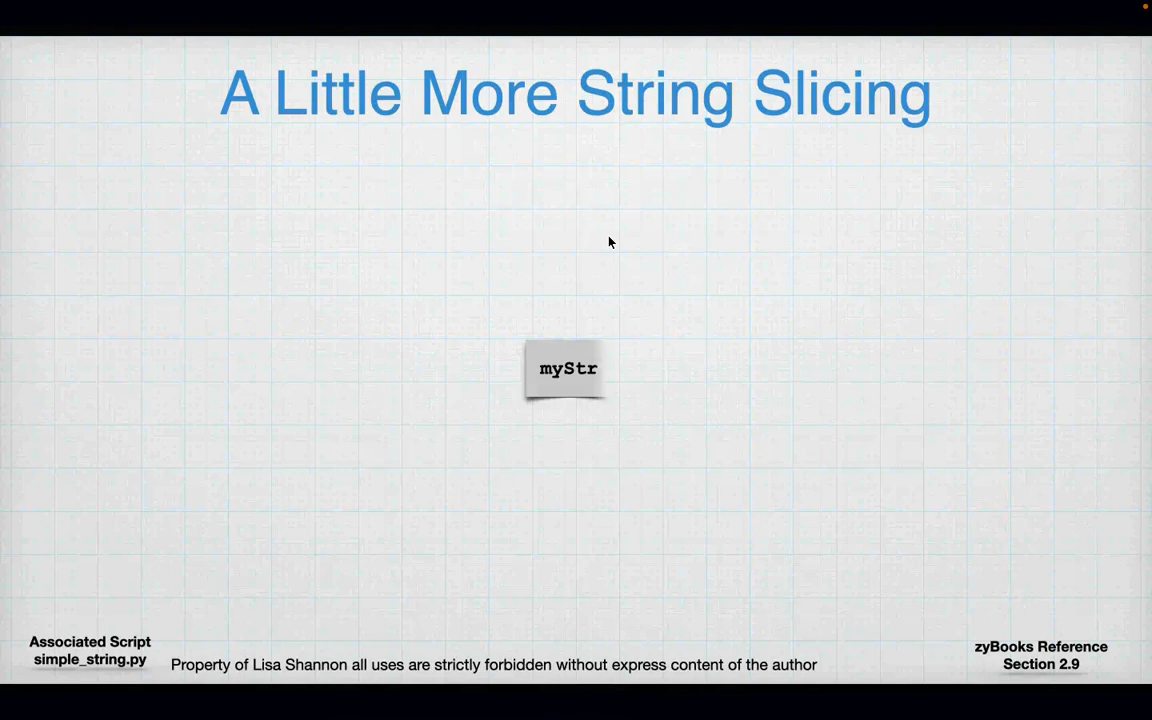 A Little More String Slicing
myStr
Associated Script
simple_string.py
Property of Lisa Shannon all uses are strictly forbidden without express content of the author
zyBooks Reference
Section 2.9